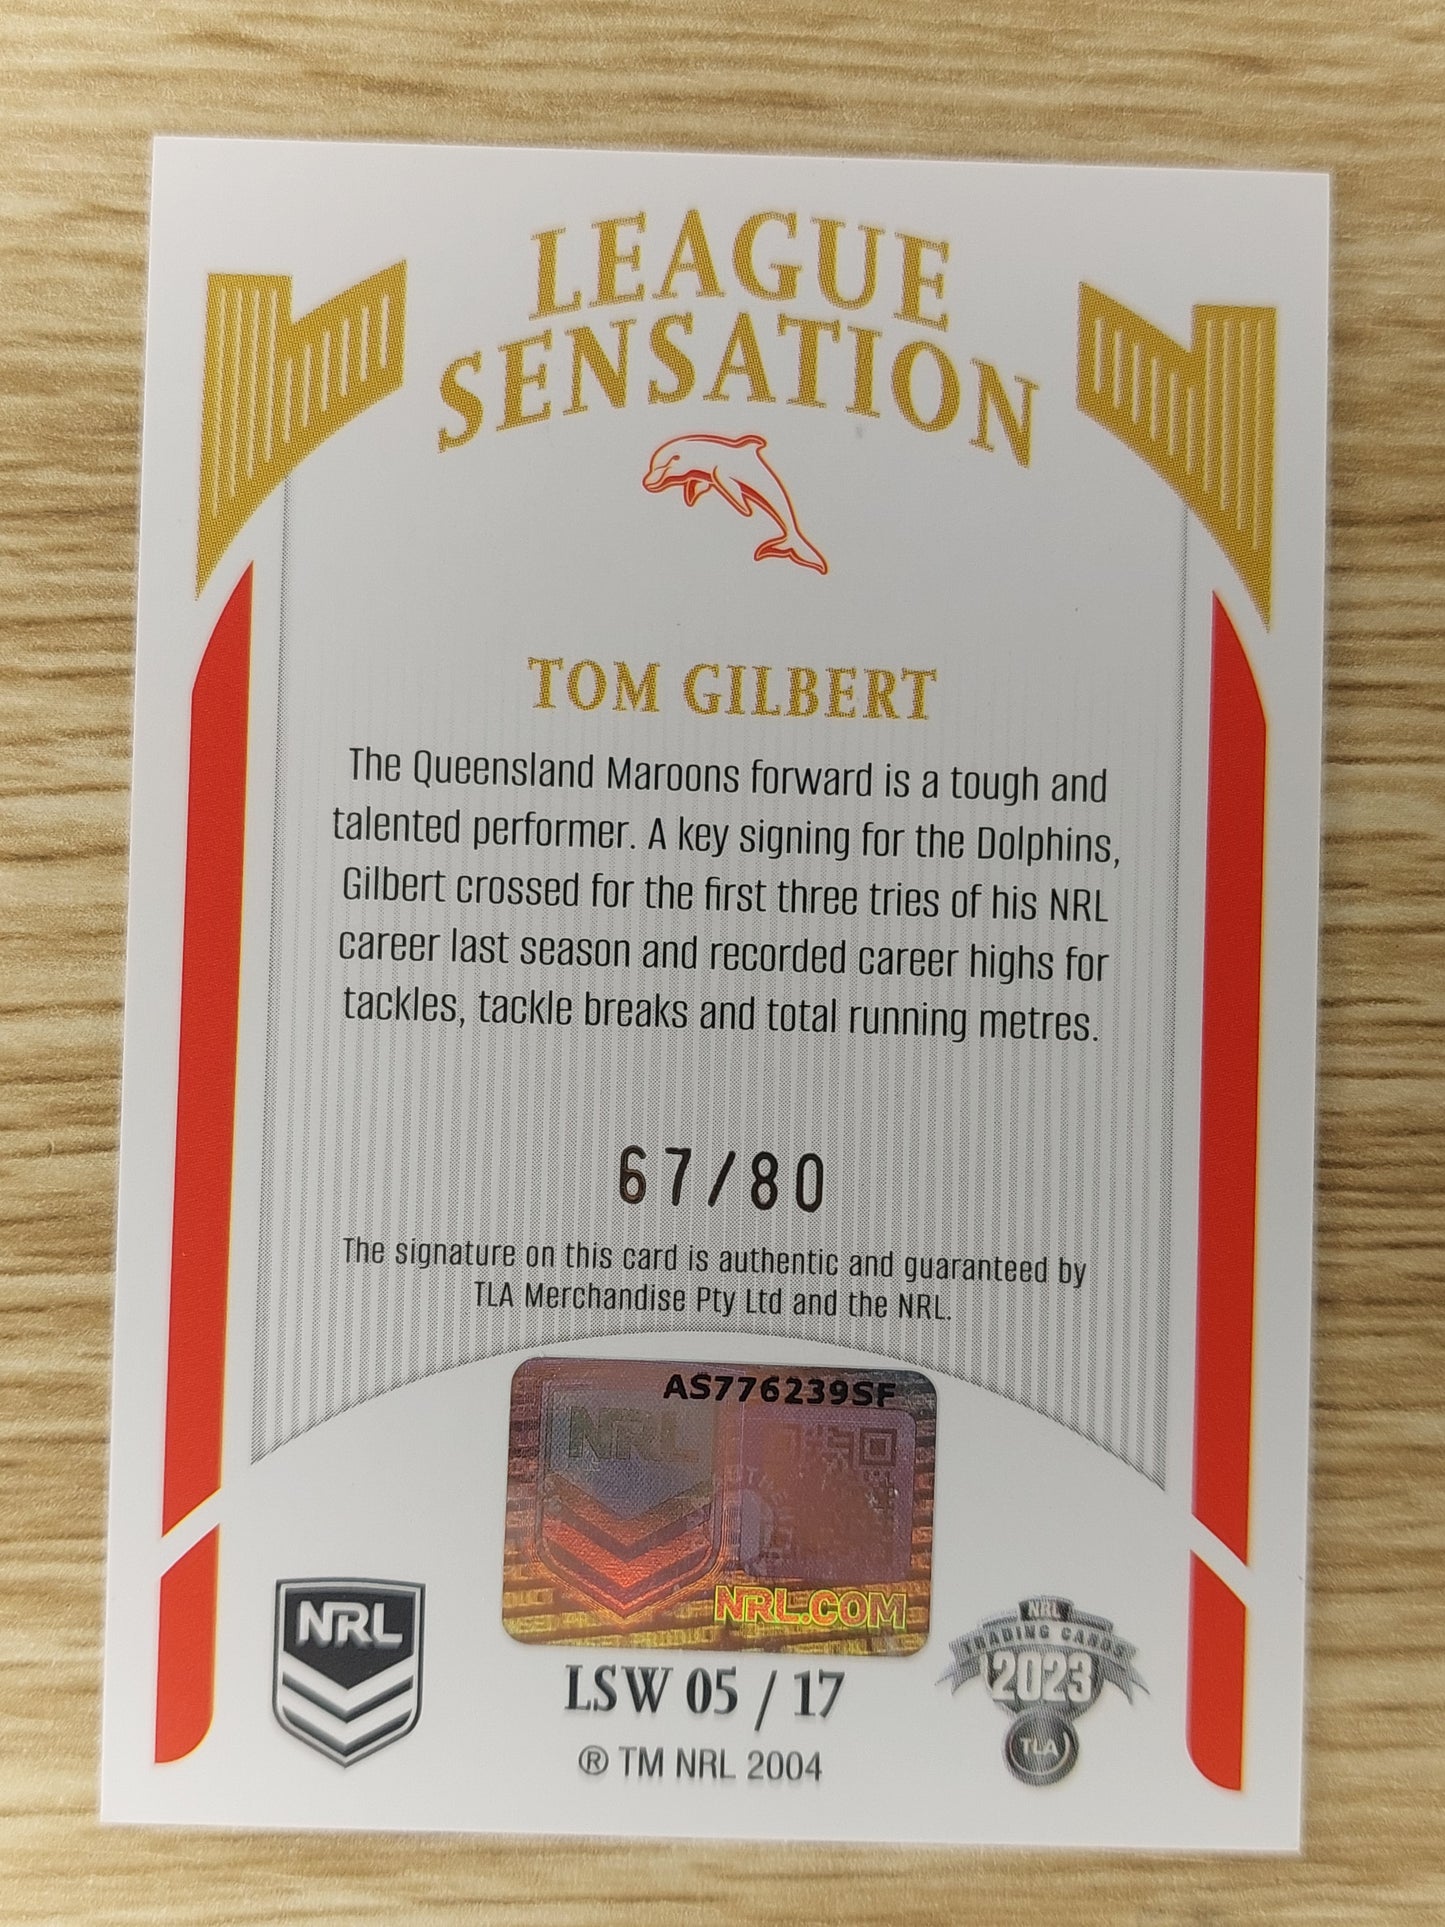 LEAGUE
SENSATION
TOM GILBERT
The Queensland Maroons forward is a tough and
talented performer. A key signing for the Dolphins,
Gilbert crossed for the first three tries of his NRL
career last season and recorded career highs for
tackles, tackle breaks and total running metres.
67/80
The signature on this card is authentic and guaranteed by
TLA Merchandise Pty Ltd and the NRL.
AS776239SF
NRL
NRL.COM
NRL
LSW 05 / 17
® TM NRL 2004
NRL
TRADING CARDS
2023
TLA